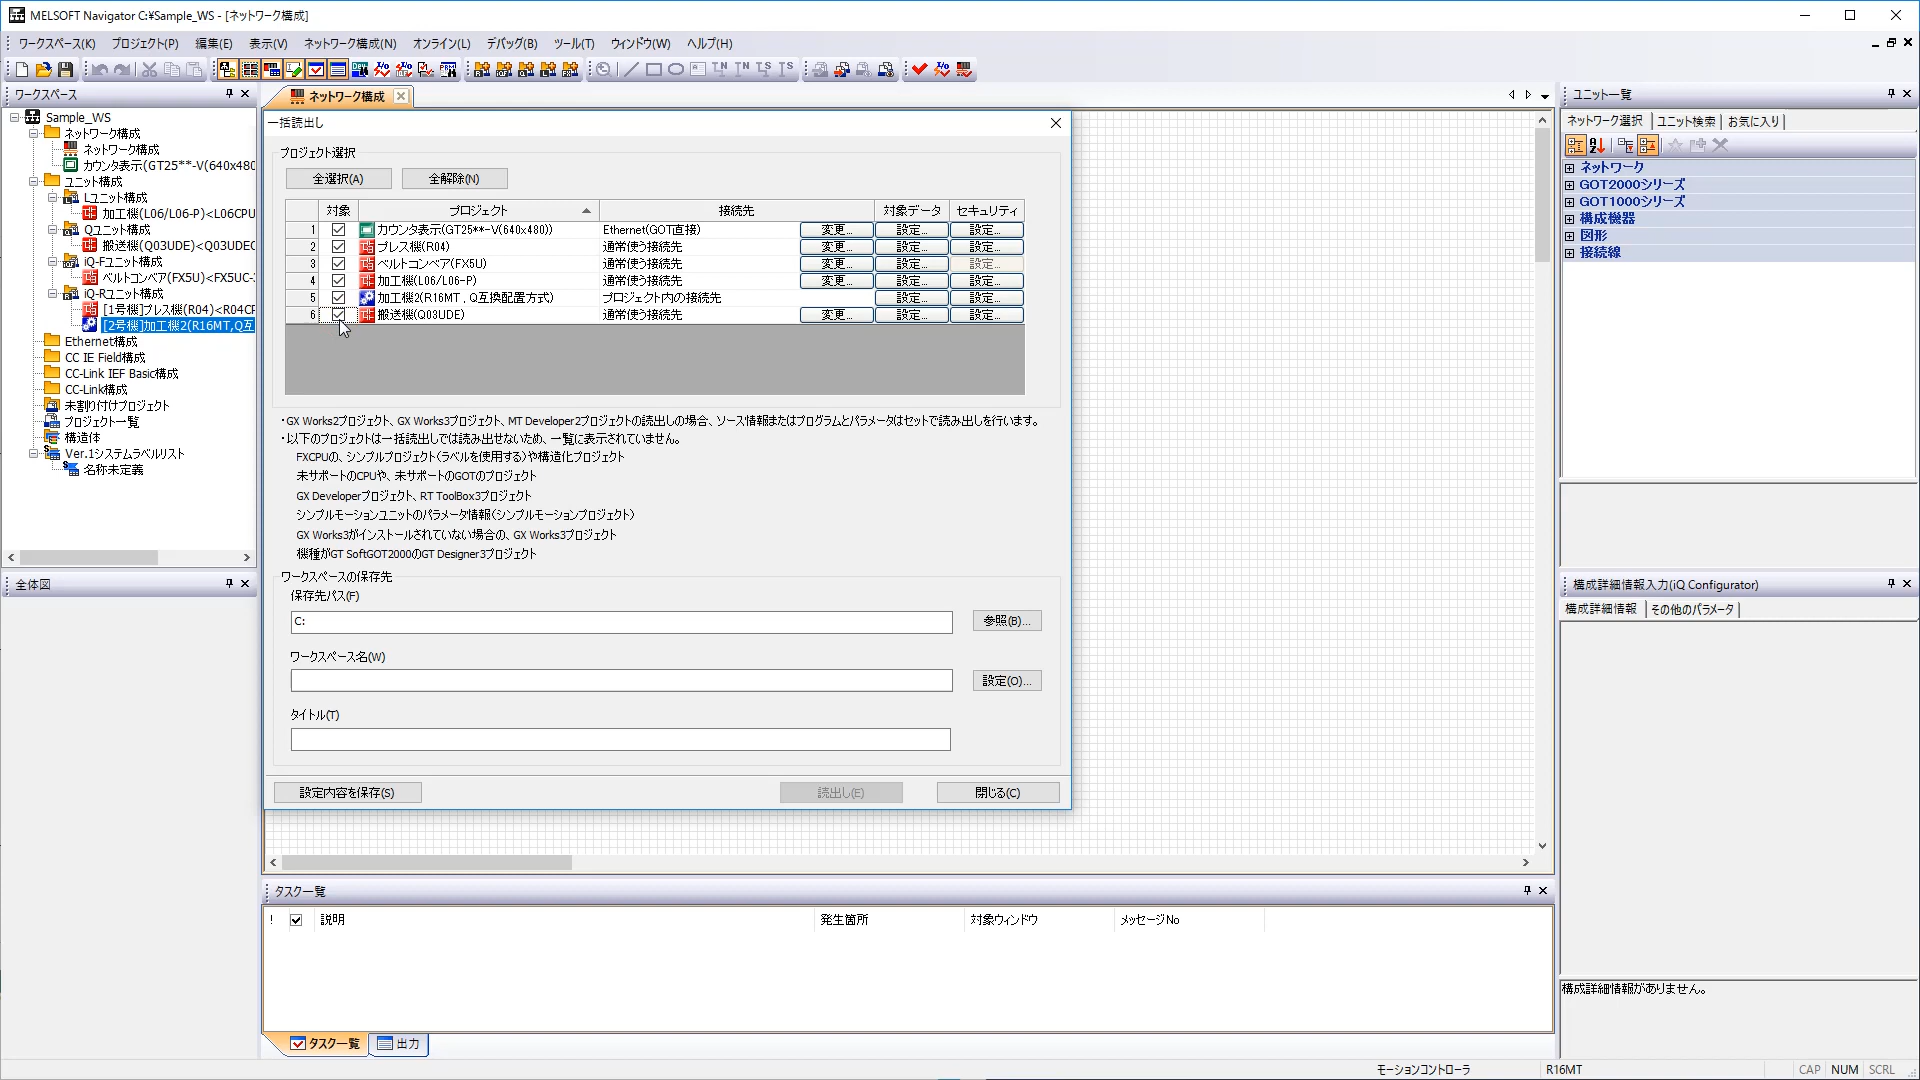 MELSOFT Navigator C:¥Sample_WS - [ネットワーク構成]
ワークスペース(K) プロジェクト(P) 編集(E) 表示(V) ネットワーク構成(N) オンライン(L) デバッグ(B) ツール(T) ウィンドウ(W) ヘルプ(H)
ワークスペース
Sample_WS
ネットワーク構成
ネットワーク構成
カウンタ表示(GT25**-V(640x480
ユニット構成
Lユニット構成
加工機(L06/L06-P)<L06CPU
Qユニット構成
搬送機(Q03UDE)<Q03UDEC
iQ-Fユニット構成
ベルトコンベア(FX5U)<FX5UC-
iQ-Rユニット構成
[1号機]プレス機(R04)<R04CP
[2号機]加工機2(R16MT,Q互
Ethernet構成
CC IE Field構成
CC-Link IEF Basic構成
CC-Link構成
未割り付けプロジェクト
プロジェクト一覧
構造体
Ver.1システムラベルリスト
名称未定義
全体図
ネットワーク構成
一括読出し
プロジェクト選択
全選択(A) 全解除(N)
対象 プロジェクト 接続先 対象データ セキュリティ
1 カウンタ表示(GT25**-V(640x480)) Ethernet(GOT直接) 変更... 設定... 設定...
2 プレス機(R04) 通常使う接続先 変更... 設定... 設定...
3 ベルトコンベア(FX5U) 通常使う接続先 変更... 設定... 設定...
4 加工機(L06/L06-P) 通常使う接続先 変更... 設定... 設定...
5 加工機2(R16MT , Q互換配置方式) プロジェクト内の接続先 設定... 設定...
6 搬送機(Q03UDE) 通常使う接続先 変更... 設定... 設定...
・GX Works2プロジェクト、GX Works3プロジェクト、MT Developer2プロジェクトの読出しの場合、ソース情報またはプログラムとパラメータはセットで読み出しを行います。
・以下のプロジェクトは一括読出しでは読み出せないため、一覧に表示されていません。
FXCPUの、シンプルプロジェクト(ラベルを使用する)や構造化プロジェクト
未サポートのCPUや、未サポートのGOTのプロジェクト
GX Developerプロジェクト、RT ToolBox3プロジェクト
シンプルモーションユニットのパラメータ情報(シンプルモーションプロジェクト)
GX Works3がインストールされていない場合の、GX Works3プロジェクト
機種がGT SoftGOT2000のGT Designer3プロジェクト
ワークスペースの保存先
保存先パス(F)
C:
参照(B)...
ワークスペース名(W)
設定(O)...
タイトル(T)
設定内容を保存(S) 読出し(E) 閉じる(C)
タスク一覧
! 説明 発生箇所 対象ウィンドウ メッセージNo
タスク一覧 出力
ユニット一覧
ネットワーク選択 ユニット検索 お気に入り
ネットワーク
GOT2000シリーズ
GOT1000シリーズ
構成機器
図形
接続線
構成詳細情報入力(iQ Configurator)
構成詳細情報 その他のパラメータ
構成詳細情報がありません。
モーションコントローラ R16MT CAP NUM SCRL